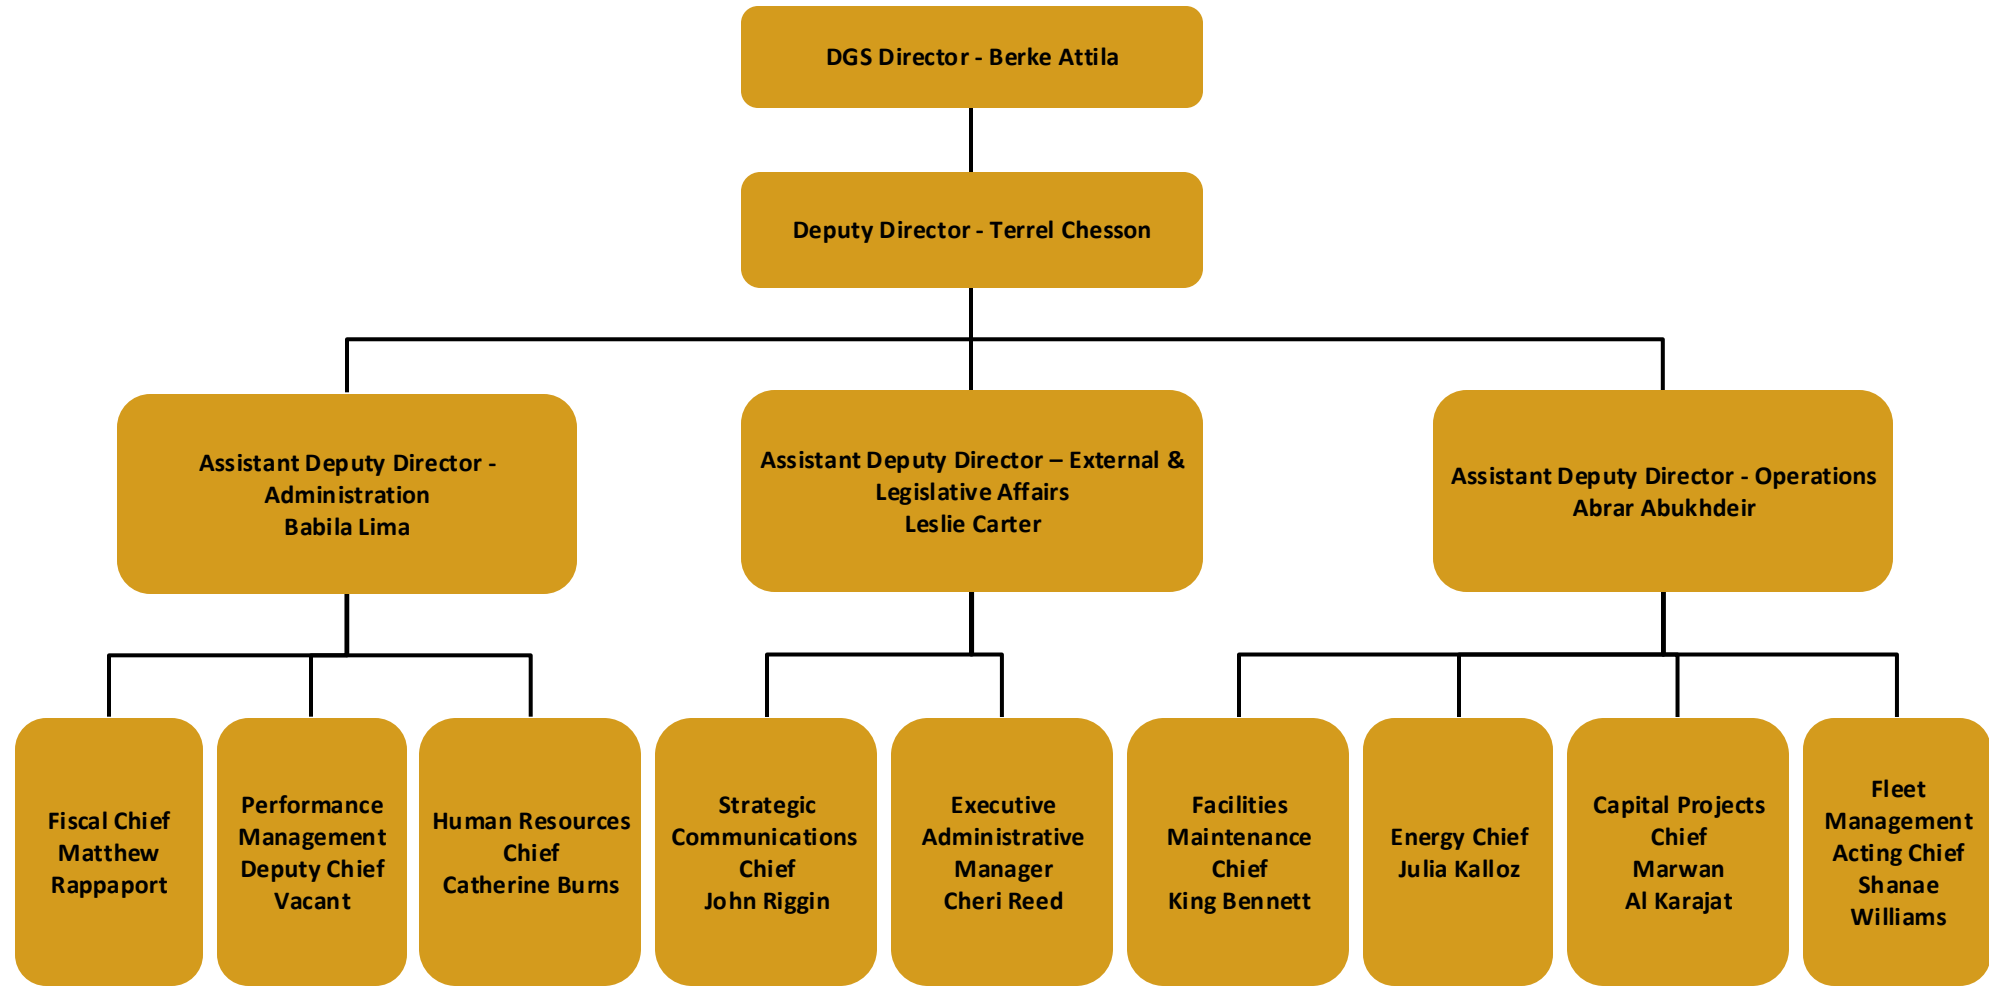 DGS Director - Berke Attila
Deputy Director - Terrel Chesson
Assistant Deputy Director -
Administration
Babila Lima
Assistant Deputy Director – External &
Legislative Affairs
Leslie Carter
Assistant Deputy Director - Operations
Abrar Abukhdeir
Fiscal Chief
Matthew
Rappaport
Performance
Management
Deputy Chief
Vacant
Human Resources
Chief
Catherine Burns
Strategic
Communications
Chief
John Riggin
Executive
Administrative
Manager
Cheri Reed
Facilities
Maintenance
Chief
King Bennett
Energy Chief
Julia Kalloz
Capital Projects
Chief
Marwan
Al Karajat
Fleet
Management
Acting Chief
Shanae
Williams